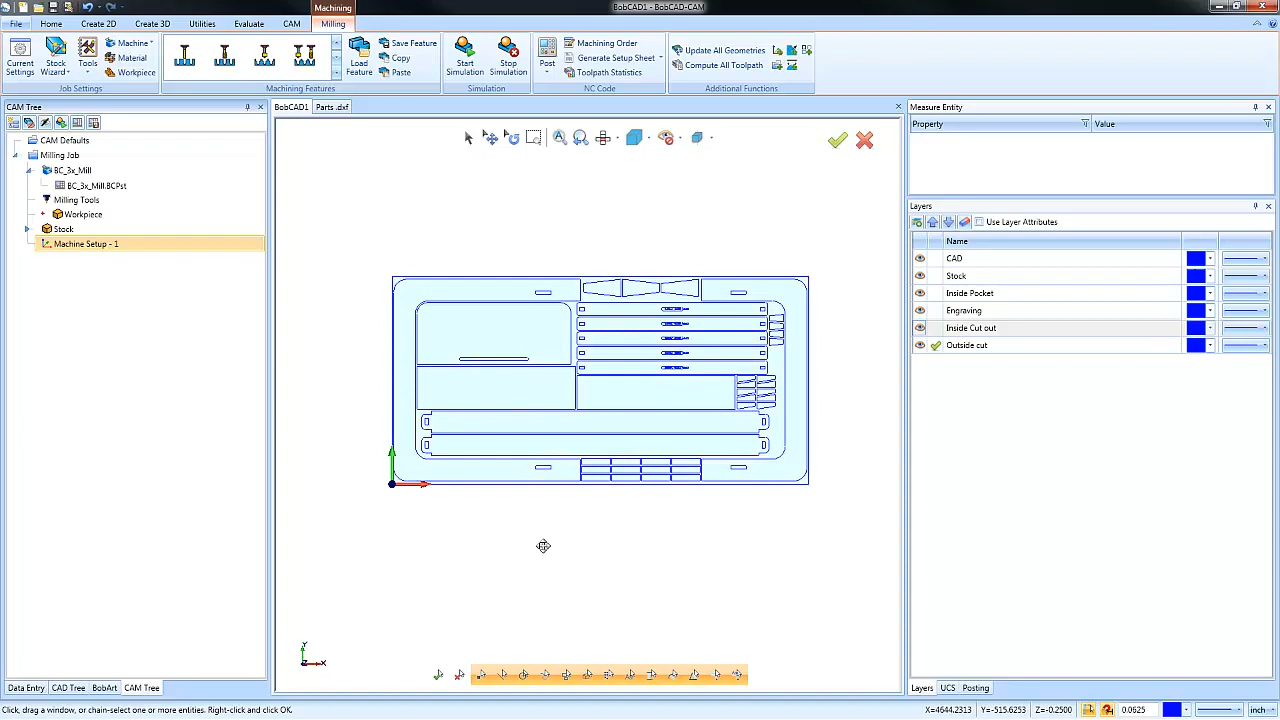 BobCAD1 - BobCAD-CAM
Machining
File Home Create 2D Create 3D Utilities Evaluate CAM Milling
Current Settings
Stock Wizard
Tools
Machine
Material
Workpiece
Job Settings
Load Feature
Save Feature
Copy
Paste
Machining Features
Start Simulation
Stop Simulation
Simulation
Post
Machining Order
Generate Setup Sheet
Toolpath Statistics
NC Code
Update All Geometries
Compute All Toolpath
Additional Functions
CAM Tree
CAM Defaults
Milling Job
BC_3x_Mill
BC_3x_Mill.BCPst
Milling Tools
Workpiece
Stock
Machine Setup - 1
Data Entry CAD Tree BobArt CAM Tree
BobCAD1 Parts.dxf
Y
X
Z
Measure Entity
Property Value
Layers
Use Layer Attributes
Name
CAD
Stock
Inside Pocket
Engraving
Inside Cut out
Outside cut
Layers UCS Posting
Click, drag a window, or chain-select one or more entities. Right-click and click OK.
X=4644.2313 Y=-515.6253 Z=-0.2500 0.0625 inch